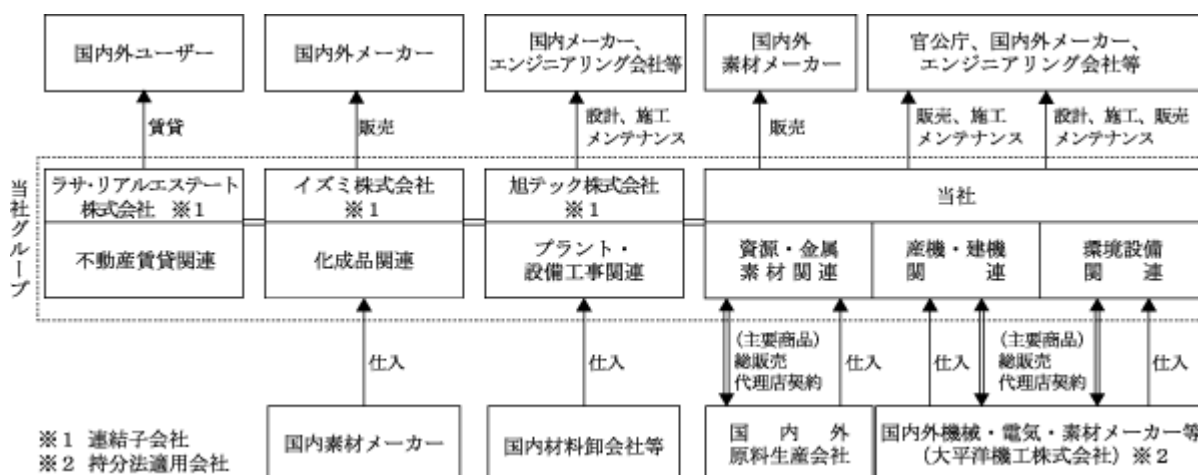 国内外ユーザー
国内外メーカー
国内メーカー、
エンジニアリング会社等
国内外
素材メーカー
官公庁、国内外メーカー、
エンジニアリング会社等
賃貸
販売
設計、施工
メンテナンス
販売
販売、施工
メンテナンス
設計、施工、販売
メンテナンス
当社グループ
ラサ・リアルエステート
株式会社 ※1
イズミ株式会社
※1
旭テック株式会社
※1
当社
不動産賃貸関連
化成品関連
プラント・
設備工事関連
資源・金属
素材関連
産機・建機
関連
環境設備
関連
仕入
仕入
(主要商品)
総販売
代理店契約
仕入
仕入
(主要商品)
総販売
代理店契約
仕入
国内素材メーカー
国内材料卸会社等
国内外
原料生産会社
国内外機械・電気・素材メーカー等
(大平洋機工株式会社)※2
※1 連結子会社
※2 持分法適用会社